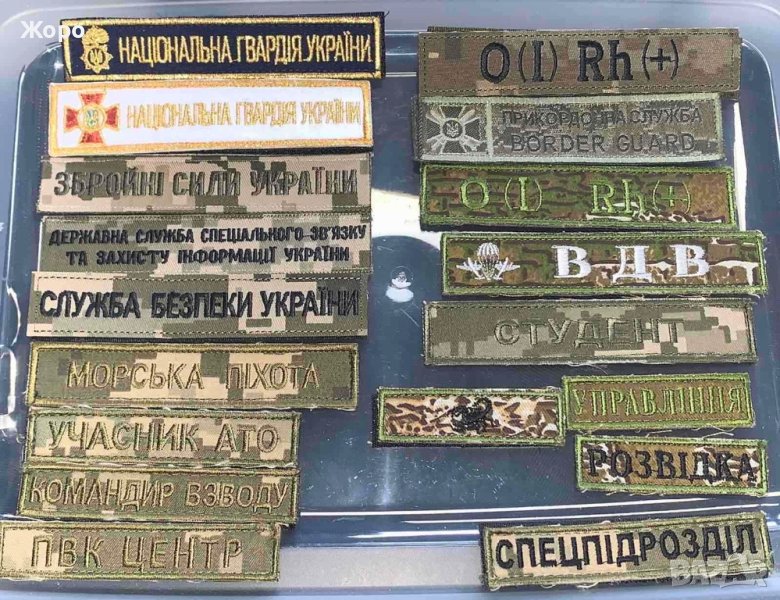 Жоро
НАЦІОНАЛЬНА ГВАРДІЯ УКРАЇНИ
НАЦІОНАЛЬНА ГВАРДІЯ УКРАЇНИ
ЗБРОЙНІ СИЛИ УКРАЇНИ
ДЕРЖАВНА СЛУЖБА СПЕЦІАЛЬНОГО ЗВ'ЯЗКУ
ТА ЗАХИСТУ ІНФОРМАЦІЇ УКРАЇНИ
СЛУЖБА БЕЗПЕКИ УКРАЇНИ
МОРСЬКА ПІХОТА
УЧАСНИК АТО
КОМАНДИР ВЗВОДУ
ПВК ЦЕНТР
O (I) Rh (+)
ПРИКОРДОННА СЛУЖБА
BORDER GUARD
O (I) Rh (+)
ВДВ
СТУДЕНТ
УПРАВЛІННЯ
РОЗВІДКА
СПЕЦПІДРОЗДІЛ
BAZAR